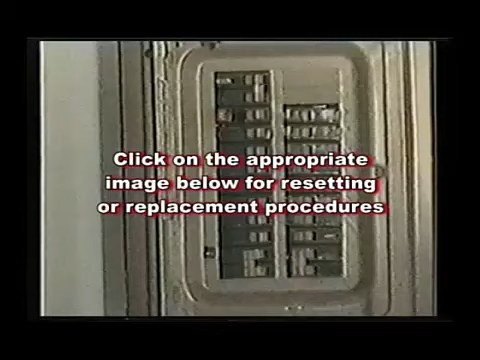 Click on the appropriate
image below for resetting
or replacement procedures